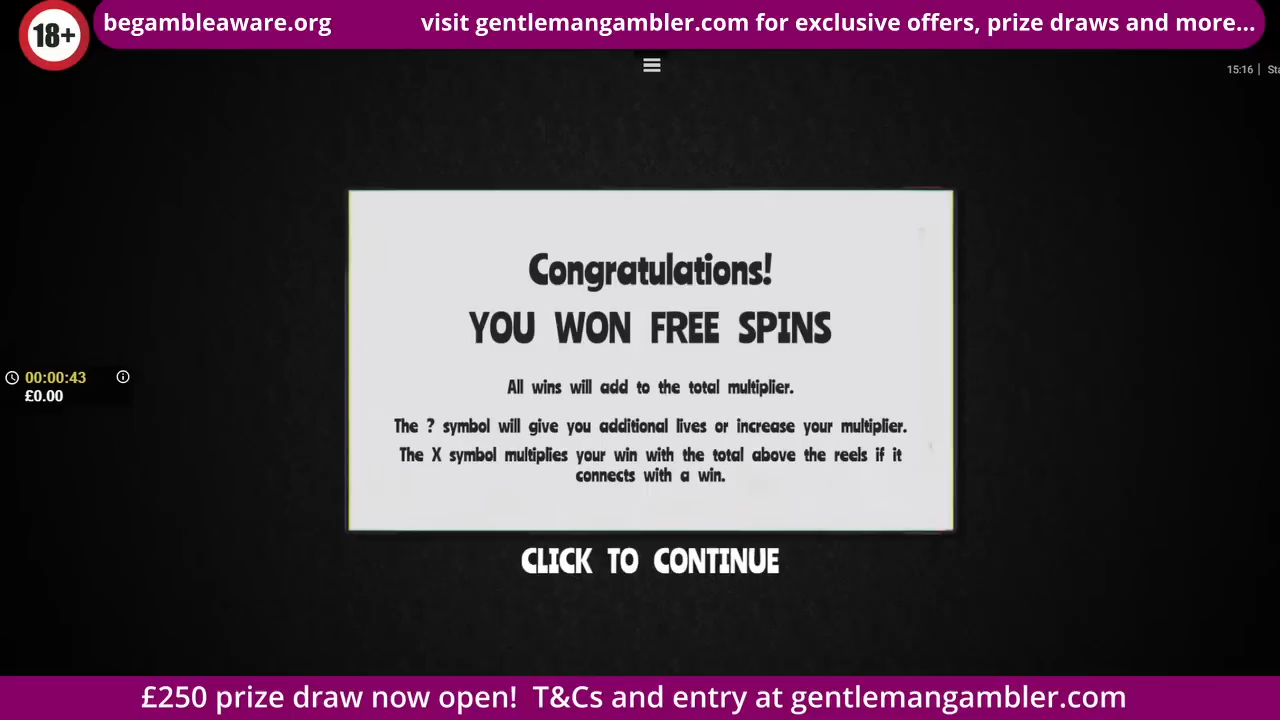 18+
begambleaware.org
visit gentlemangambler.com for exclusive offers, prize draws and more...
15:16
Congratulations!
YOU WON FREE SPINS
All wins will add to the total multiplier.
00:00:43
£0.00
The ? symbol will give you additional lives or increase your multiplier.
The X symbol multiplies your win with the total above the reels if it
connects with a win.
CLICK TO CONTINUE
£250 prize draw now open! T&Cs and entry at gentlemangambler.com